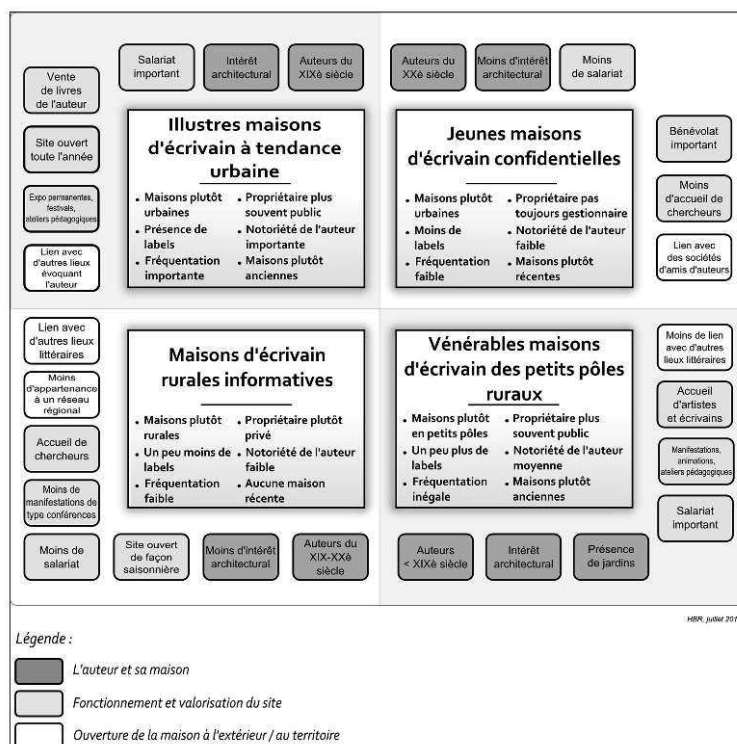 Salariat
important
Intérêt
architectural
Auteurs du
XIXè siècle
Vente
de livres
de l'auteur
Site ouvert
toute l'année
Expo permanentes,
festivals,
ateliers pédagogiques
Lien avec
d'autres lieux
évoquant
l'auteur
Illustres maisons
d'écrivain à tendance
urbaine
• Maisons plutôt
urbaines
• Présence de
labels
• Fréquentation
importante
• Propriétaire plus
souvent public
• Notoriété de l'auteur
importante
• Maisons plutôt
anciennes
Auteurs du
XXè siècle
Moins d'intérêt
architectural
Moins
de salariat
Jeunes maisons
d'écrivain confidentielles
• Maisons plutôt
urbaines
• Moins de
labels
• Fréquentation
faible
• Propriétaire pas
toujours gestionnaire
• Notoriété de l'auteur
faible
• Maisons plutôt
récentes
Bénévolat
important
Moins
d'accueil de
chercheurs
Lien avec
des sociétés
d'amis d'auteurs
Lien avec
d'autres lieux
littéraires
Moins
d'appartenance
à un réseau
régional
Accueil de
chercheurs
Moins de
manifestations de
type conférences
Maisons d'écrivain
rurales informatives
• Maisons plutôt
rurales
• Un peu moins de
labels
• Fréquentation
faible
• Propriétaire plutôt
privé
• Notoriété de l'auteur
faible
• Aucune maison
récente
Moins de
salariat
Site ouvert
de façon
saisonnière
Moins d'intérêt
architectural
Auteurs du
XIX-XXè
siècle
Vénérables maisons
d'écrivain des petits pôles
ruraux
• Maisons plutôt
en petits pôles
• Un peu plus de
labels
• Fréquentation
inégale
• Propriétaire plus
souvent public
• Notoriété de l'auteur
moyenne
• Maisons plutôt
anciennes
Moins de lien
avec d'autres
lieux littéraires
Accueil
d'artistes
et écrivains
Manifestations,
animations,
ateliers pédagogiques
Salariat
important
Auteurs
< XIXè siècle
Intérêt
architectural
Présence
de jardins
HBR, juillet 201
Légende :
L'auteur et sa maison
Fonctionnement et valorisation du site
Ouverture de la maison à l'extérieur / au territoire